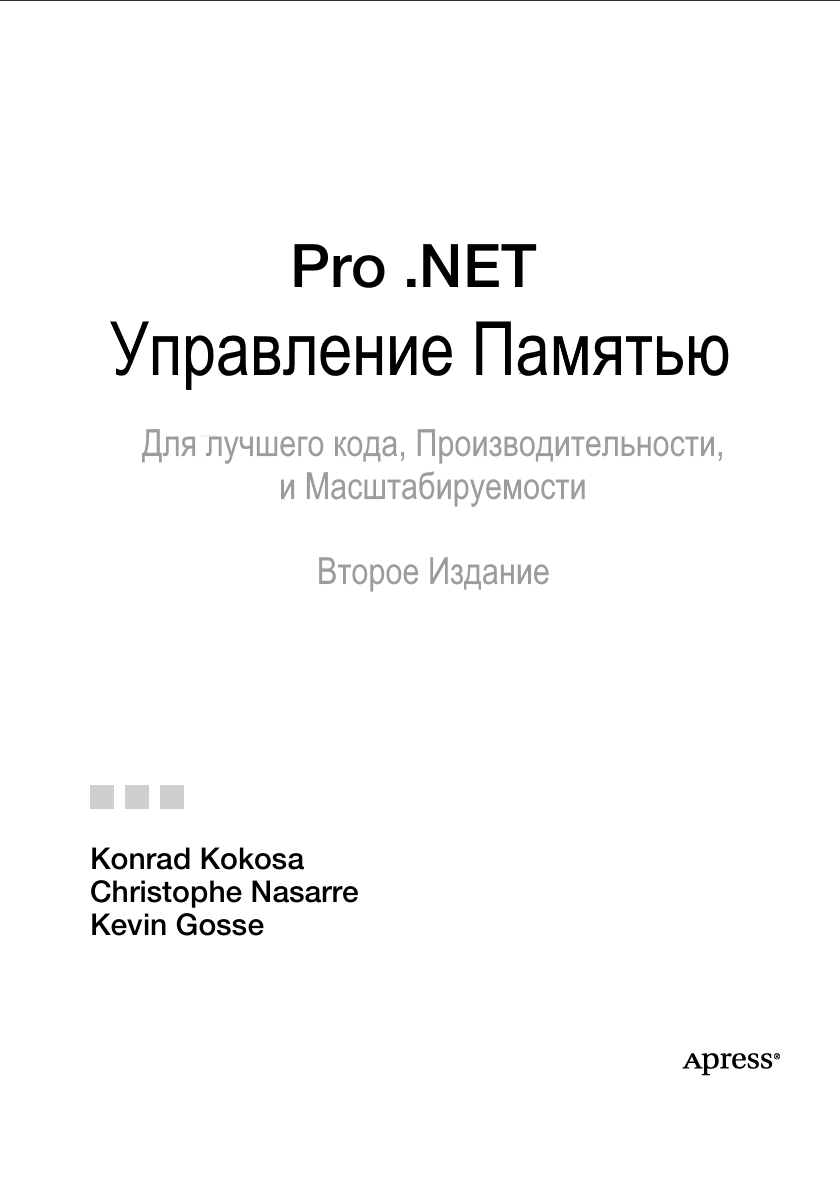 Pro .NET
Управление Памятью
Для лучшего кода, Производительности,
и Масштабируемости
Второе Издание
Konrad Kokosa
Christophe Nasarre
Kevin Gosse
Apress®